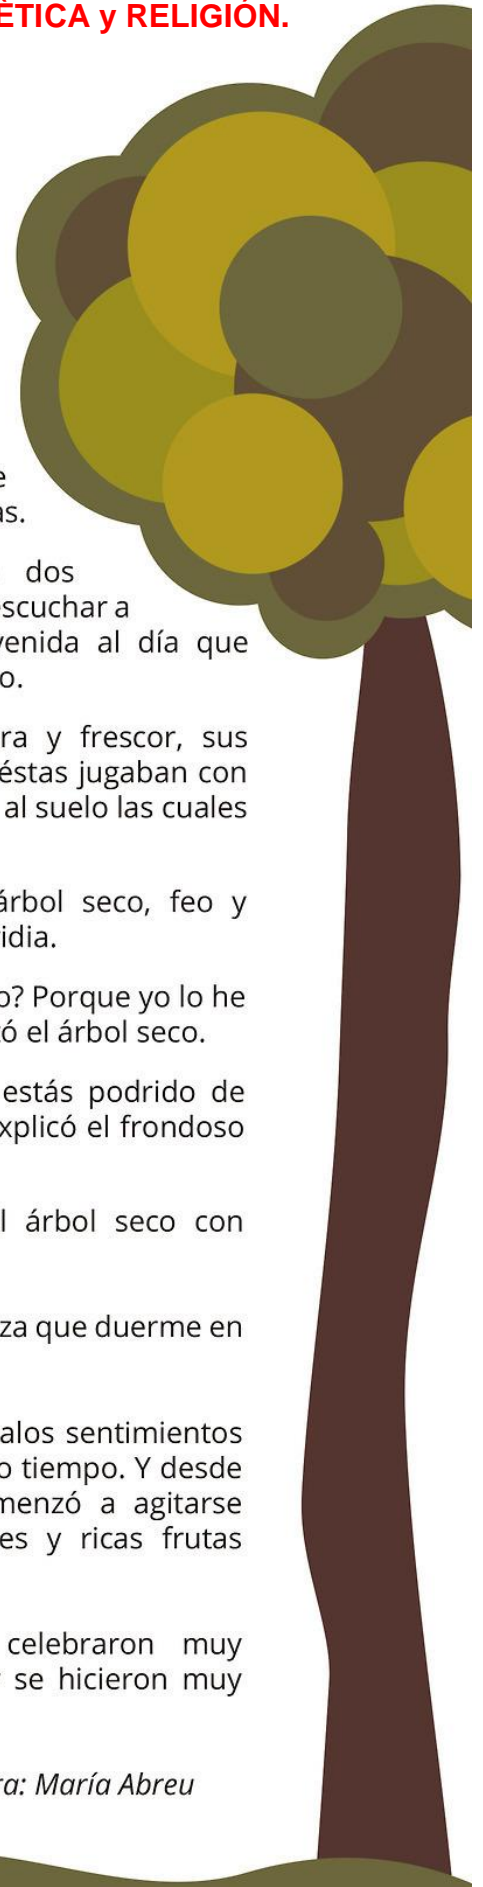 ÈTICA y RELIGIÓN.
e
as.
dos
escuchar a
venida al día que
o.
ra y frescor, sus
éstas jugaban con
al suelo las cuales
árbol seco, feo y
idia.
o? Porque yo lo he
ó el árbol seco.
estás podrido de
xplicó el frondoso
l árbol seco con
za que duerme en
alos sentimientos
o tiempo. Y desde
menzó a agitarse
es y ricas frutas
celebraron muy
se hicieron muy
ra: María Abreu